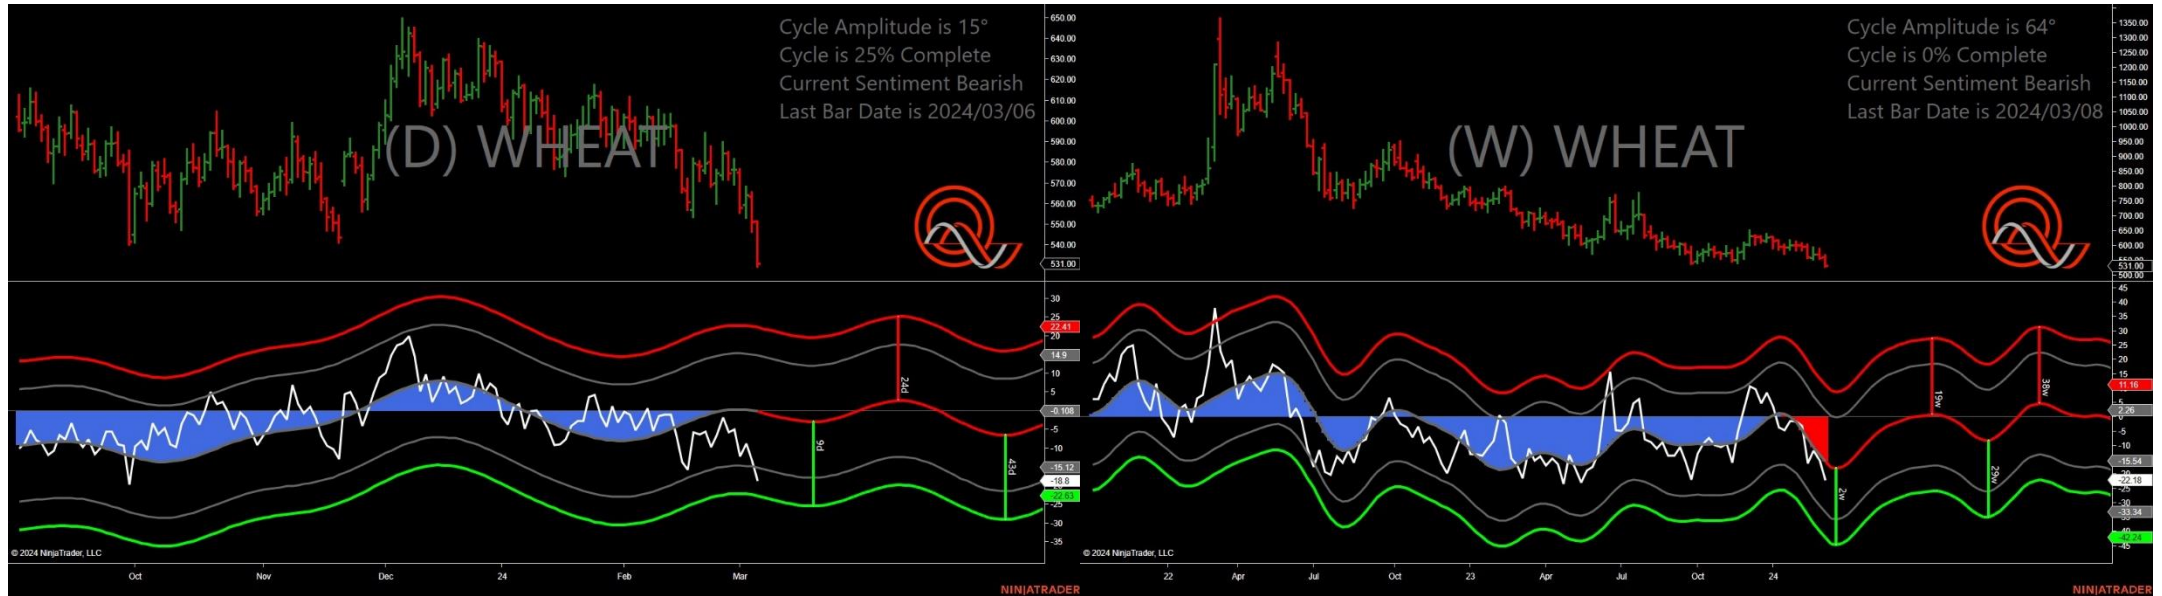 Cycle Amplitude is 15°
Cycle is 25% Complete
Current Sentiment Bearish
Last Bar Date is 2024/03/06
(D) WHEAT
650.00
640.00
630.00
620.00
610.00
600.00
590.00
580.00
570.00
560.00
550.00
540.00
531.00
30
25
22.41
20
14.9
10
5
-0.108
-5
-10
-15.12
-18.8
-22.63
-25
-30
-35
24d
9d
43d
© 2024 NinjaTrader, LLC
Oct
Nov
Dec
24
Feb
Mar
NINJATRADER
Cycle Amplitude is 64°
Cycle is 0% Complete
Current Sentiment Bearish
Last Bar Date is 2024/03/08
(W) WHEAT
1350.00
1300.00
1250.00
1200.00
1150.00
1100.00
1050.00
1000.00
950.00
900.00
850.00
800.00
750.00
700.00
650.00
600.00
531.00
500.00
45
40
35
30
25
20
15
11.16
5
2.26
-5
-10
-15.54
-22.18
-25
-30
-33.34
-42.24
-45
19w
38w
2w
29w
© 2024 NinjaTrader, LLC
22
Apr
Jul
Oct
23
Apr
Jul
Oct
24
NINJATRADER